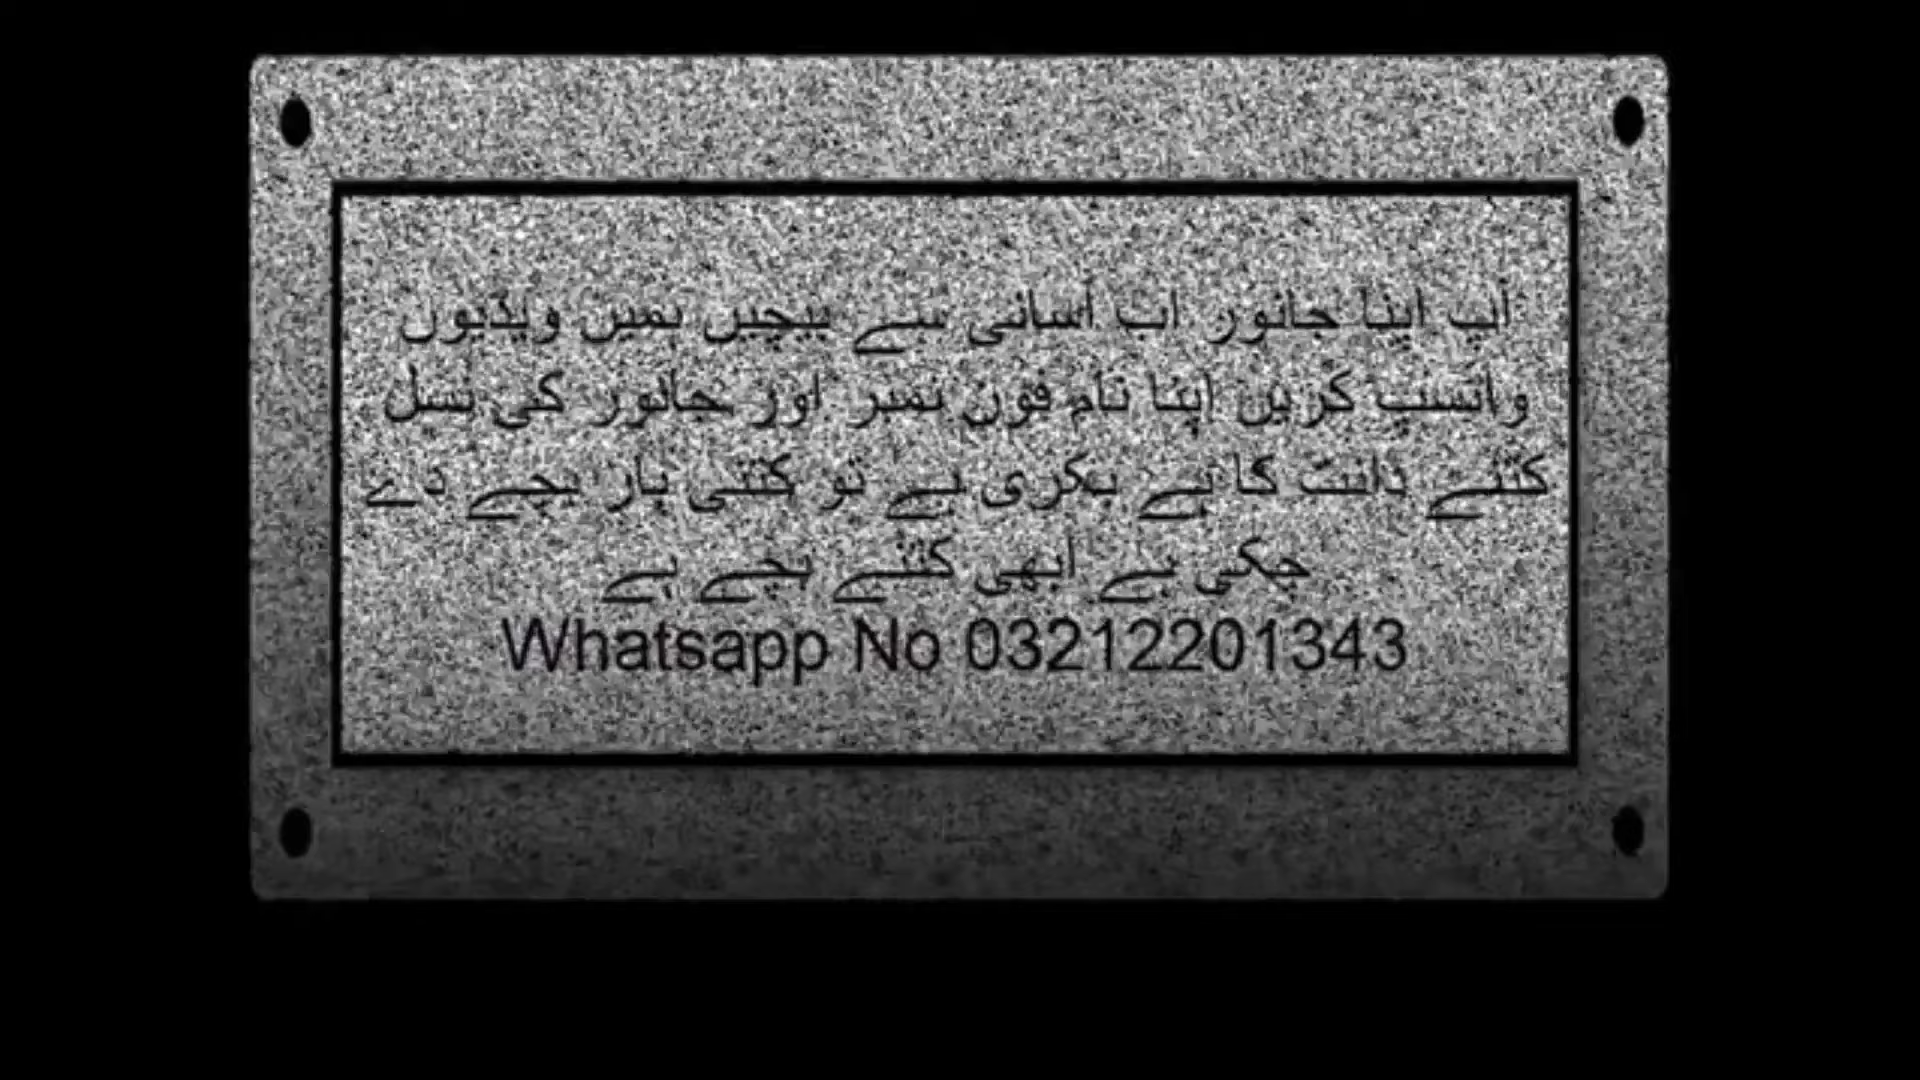 آپ اپنا جانور اب آسانی سے بیچیں ہمیں ویڈیوں
واٹسپ کریں اپنا نام فون نمبر اور جانور کی نسل
کتنے دانت کا ہے بکری ہے تو کتنی بار بچے دے
چکی ہے ابھی کتنے بچے ہے
Whatsapp No 03212201343